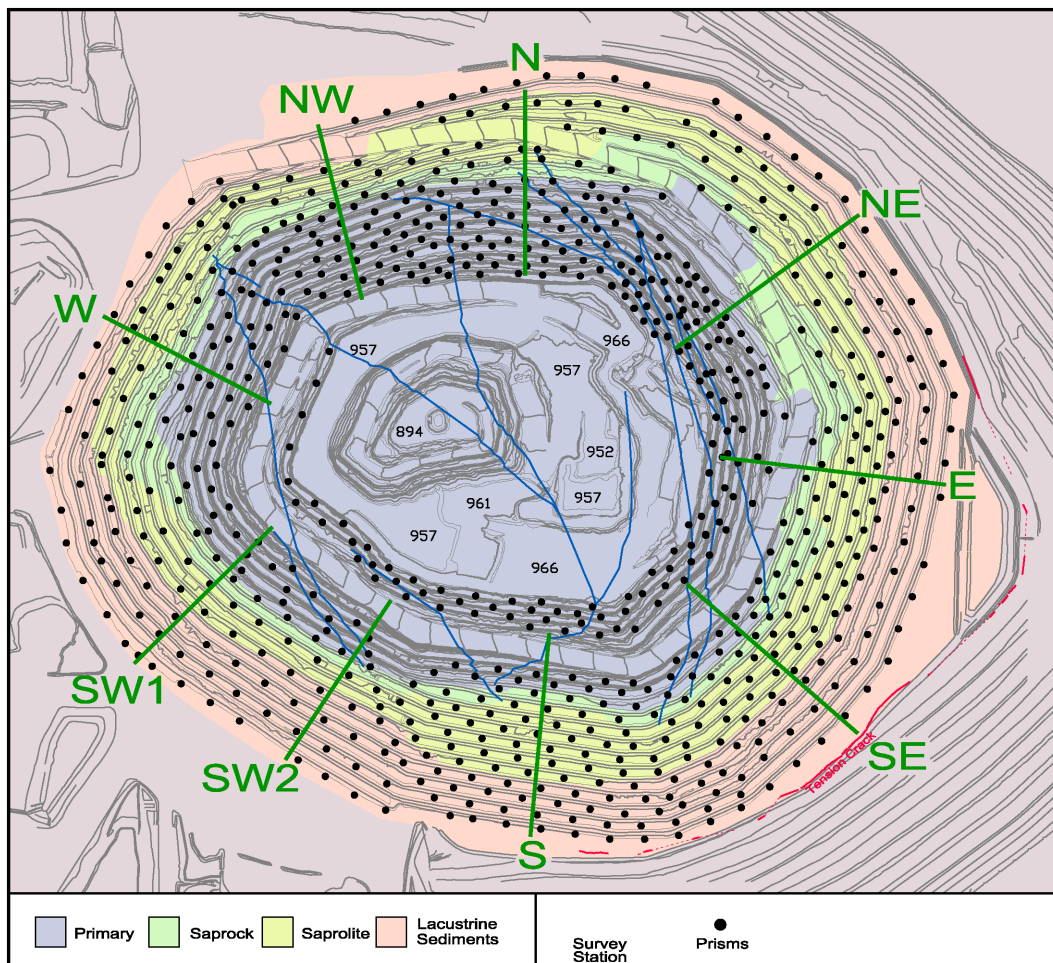 N
NW
NE
W
957
966
957
894
952
E
961
957
957
966
SW1
SW2
SE
Tension Crack
S
Primary
Saprock
Saprolite
Lacustrine
Sediments
Survey
Station
Prisms